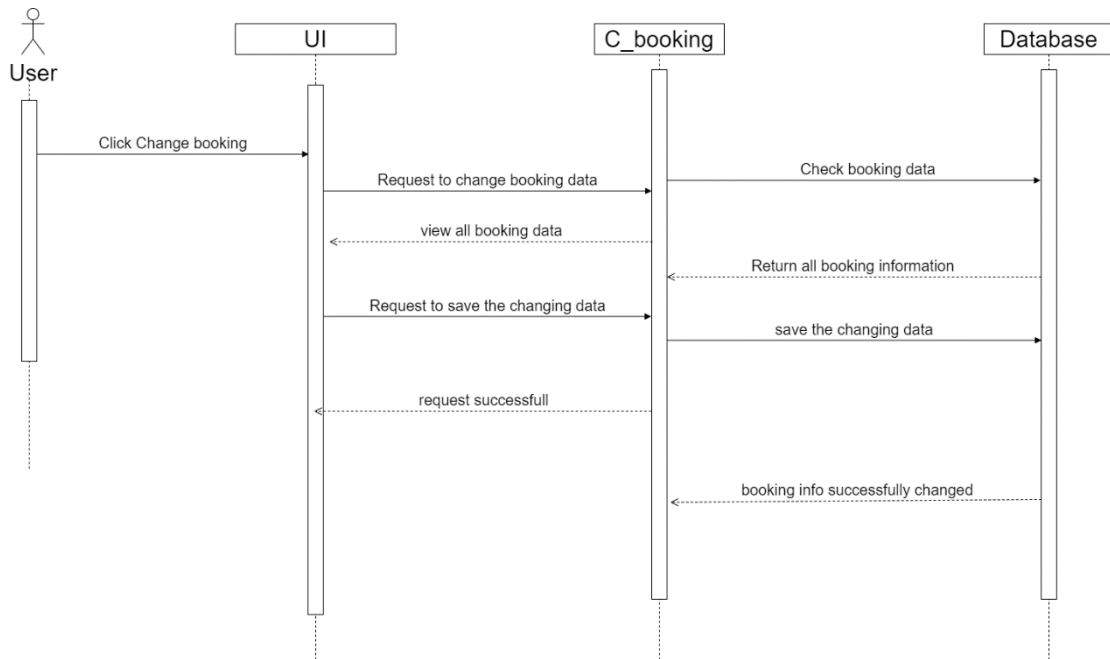 User
UI
C_booking
Database
Click Change booking
Check booking data
Request to change booking data
view all booking data
Return all booking information
Request to save the changing data
save the changing data
request successfull
booking info successfully changed